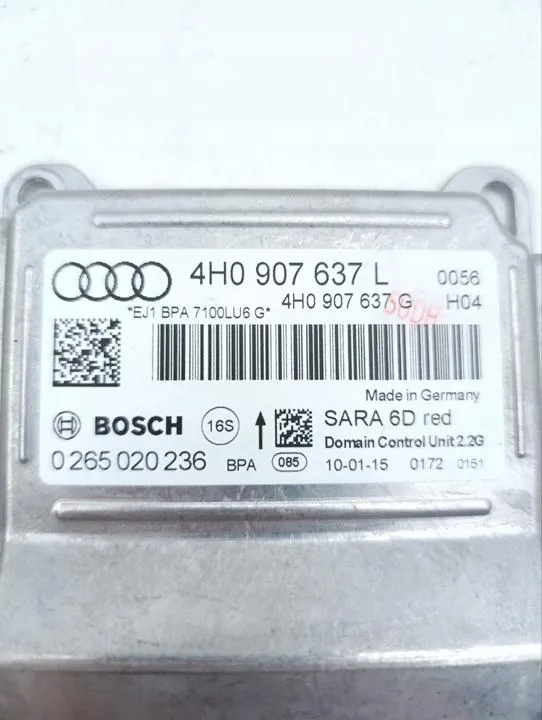 4H0 907 637 L 0056
*EJ1 BPA 7100LU6 G* 4H0 907 637 G H04
Made in Germany
BOSCH 16S SARA 6D red
Domain Control Unit 2.2G
0 265 020 236 BPA 085 10-01-15 0172 0151